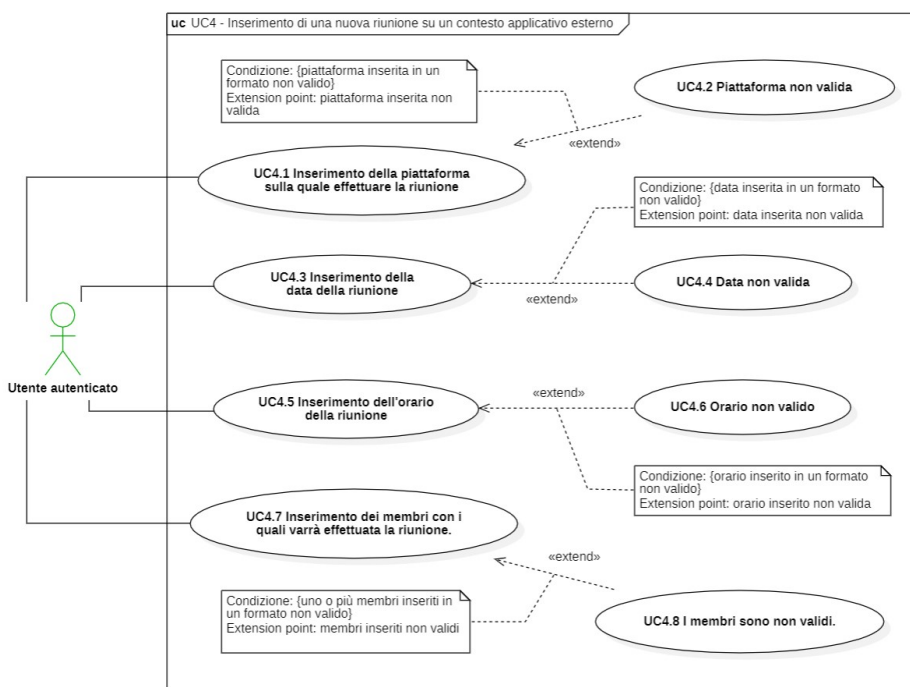 uc UC4 - Inserimento di una nuova riunione su un contesto applicativo esterno
Condizione: {piattaforma inserita in un
formato non valido}
Extension point: piattaforma inserita non
valida
UC4.2 Piattaforma non valida
«extend»
UC4.1 Inserimento della piattaforma
sulla quale effettuare la riunione
Condizione: {data inserita in un formato
non valido}
Extension point: data inserita non valida
UC4.3 Inserimento della
data della riunione
«extend»
UC4.4 Data non valida
Utente autenticato
UC4.5 Inserimento dell'orario
della riunione
«extend»
UC4.6 Orario non valido
Condizione: {orario inserito in un formato
non valido}
Extension point: orario inserito non valida
UC4.7 Inserimento dei membri con i
quali varrà effettuata la riunione.
«extend»
Condizione: {uno o più membri inseriti in
un formato non valido}
Extension point: membri inseriti non validi
UC4.8 I membri sono non validi.